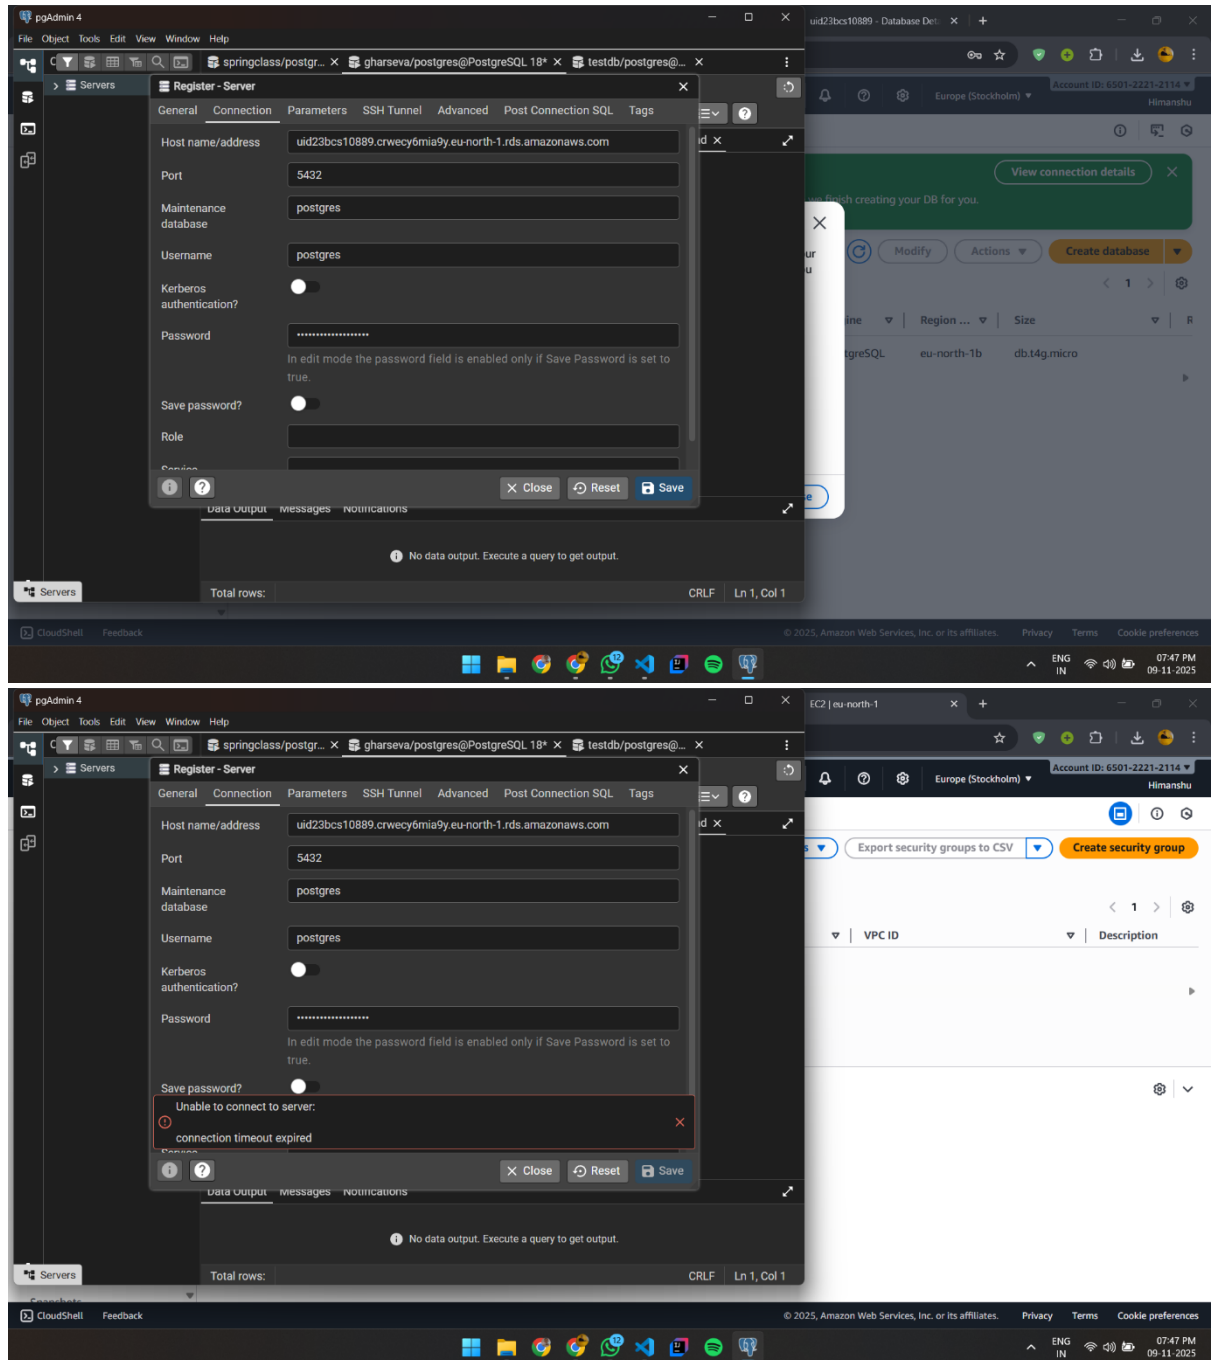 pgAdmin 4
uid23bcs10889 - Database Det
File Object Tools Edit View Window Help
springclass/postgr... gharseva/postgres@PostgreSQL 18* testdb/postgres@...
Servers
Register - Server
Account ID: 6501-2221-2114
Europe (Stockholm)
Himanshu
General Connection Parameters SSH Tunnel Advanced Post Connection SQL Tags
Host name/address
uid23bcs10889.crwecy6mia9y.eu-north-1.rds.amazonaws.com
Port
5432
View connection details
finish creating your DB for you.
Maintenance database
postgres
Username
postgres
Modify Actions Create database
1
Kerberos authentication?
Region ... Size
Password
In edit mode the password field is enabled only if Save Password is set to true.
eu-north-1b db.t4g.micro
Save password?
Role
Service
Close Reset Save
Data Output Messages Notifications
No data output. Execute a query to get output.
Servers
Total rows:
CRLF Ln 1, Col 1
CloudShell Feedback
© 2025, Amazon Web Services, Inc. or its affiliates. Privacy Terms Cookie preferences
12
ENG IN
07:47 PM
09-11-2025
pgAdmin 4
EC2 | eu-north-1
File Object Tools Edit View Window Help
springclass/postgr... gharseva/postgres@PostgreSQL 18* testdb/postgres@...
Servers
Register - Server
Account ID: 6501-2221-2114
Europe (Stockholm)
Himanshu
General Connection Parameters SSH Tunnel Advanced Post Connection SQL Tags
Host name/address
uid23bcs10889.crwecy6mia9y.eu-north-1.rds.amazonaws.com
Export security groups to CSV Create security group
Port
5432
Maintenance database
postgres
1
Username
postgres
VPC ID Description
Kerberos authentication?
Password
In edit mode the password field is enabled only if Save Password is set to true.
Save password?
Unable to connect to server:
connection timeout expired
Close Reset Save
Data Output Messages Notifications
No data output. Execute a query to get output.
Servers
Total rows:
CRLF Ln 1, Col 1
Snapshots
CloudShell Feedback
© 2025, Amazon Web Services, Inc. or its affiliates. Privacy Terms Cookie preferences
12
ENG IN
07:47 PM
09-11-2025